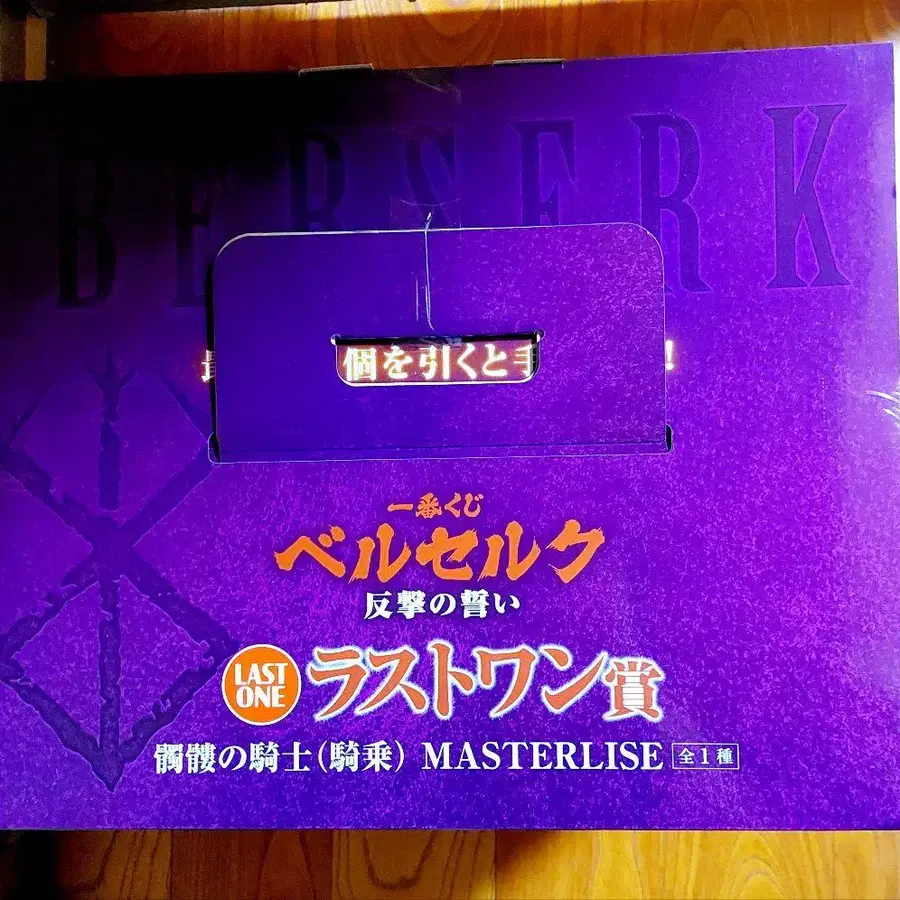 BERSERK
個を引くと手!
一番くじ
ベルセルク
反撃の誓い
LAST ONE ラストワン賞
髑髏の騎士(騎乗) MASTERLISE 全1種